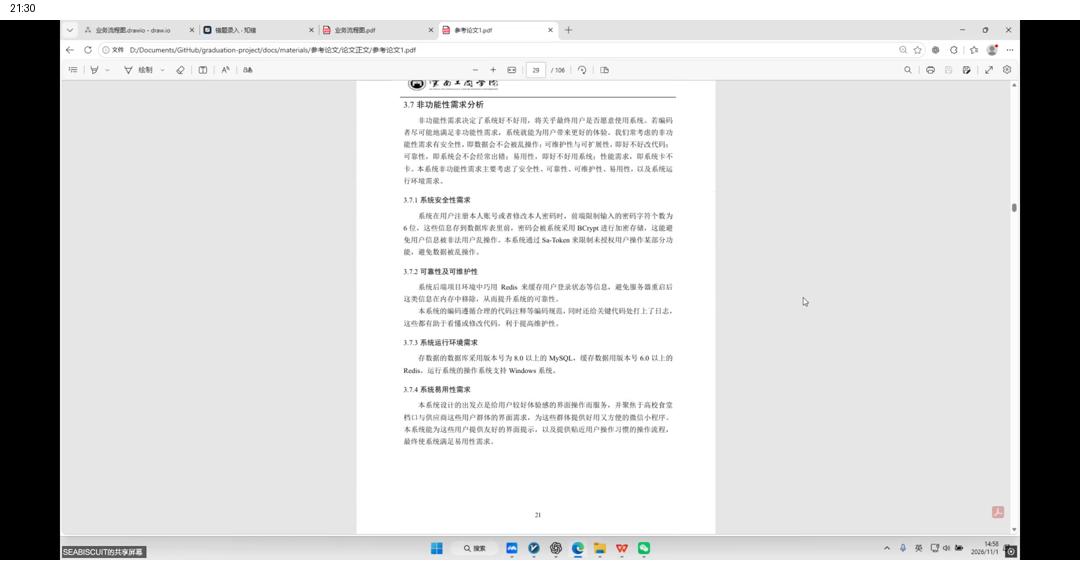 21:30
业务流程图.drawio - draw.io
错题录入 - 知错
业务流程图.pdf
参考论文1.pdf
文件 D:/Documents/GitHub/graduation-project/docs/materials/参考论文/论文正文/参考论文1.pdf
绘制
29 / 106
3.7 非功能性需求分析
非功能性需求决定了系统好不好用，将关乎最终用户是否愿意使用系统。若编码
者尽可能地满足非功能性需求，系统就能为用户带来更好的体验。我们常考虑的非功
能性需求有安全性，即数据会不会被乱操作；可维护性与可扩展性，即好不好改代码；
可靠性，即系统会不会经常出错；易用性，即好不好用系统；性能需求，即系统卡不
卡。本系统非功能性需求主要考虑了安全性、可靠性、可维护性、易用性，以及系统运
行环境需求。
3.7.1 系统安全性需求
系统在用户注册本人账号或者修改本人密码时，前端限制输入的密码字符个数为
6 位，这些信息存到数据库表里前，密码会被系统采用 BCrypt 进行加密存储，这能避
免用户信息被非法用户乱操作。本系统通过 Sa-Token 来限制未授权用户操作某部分功
能，避免数据被乱操作。
3.7.2 可靠性及可维护性
系统后端项目环境中巧用 Redis 来缓存用户登录状态等信息，避免服务器重启后
这类信息在内存中移除，从而提升系统的可靠性。
本系统的编码遵循合理的代码注释等编码规范，同时还给关键代码处打上了日志，
这些都有助于看懂或修改代码，利于提高维护性。
3.7.3 系统运行环境需求
存数据的数据库采用版本号为 8.0 以上的 MySQL，缓存数据用版本号 6.0 以上的
Redis。运行系统的操作系统支持 Windows 系统。
3.7.4 系统易用性需求
本系统设计的出发点是给用户较好体验感的界面操作而服务，并聚焦于高校食堂
档口与供应商这些用户群体的界面需求，为这些群体提供好用又方便的微信小程序。
本系统能为这些用户提供友好的界面提示，以及提供贴近用户操作习惯的操作流程，
最终使系统满足易用性需求。
21
SEABISCUIT的共享屏幕
搜索
英
14:58
2026/11/1